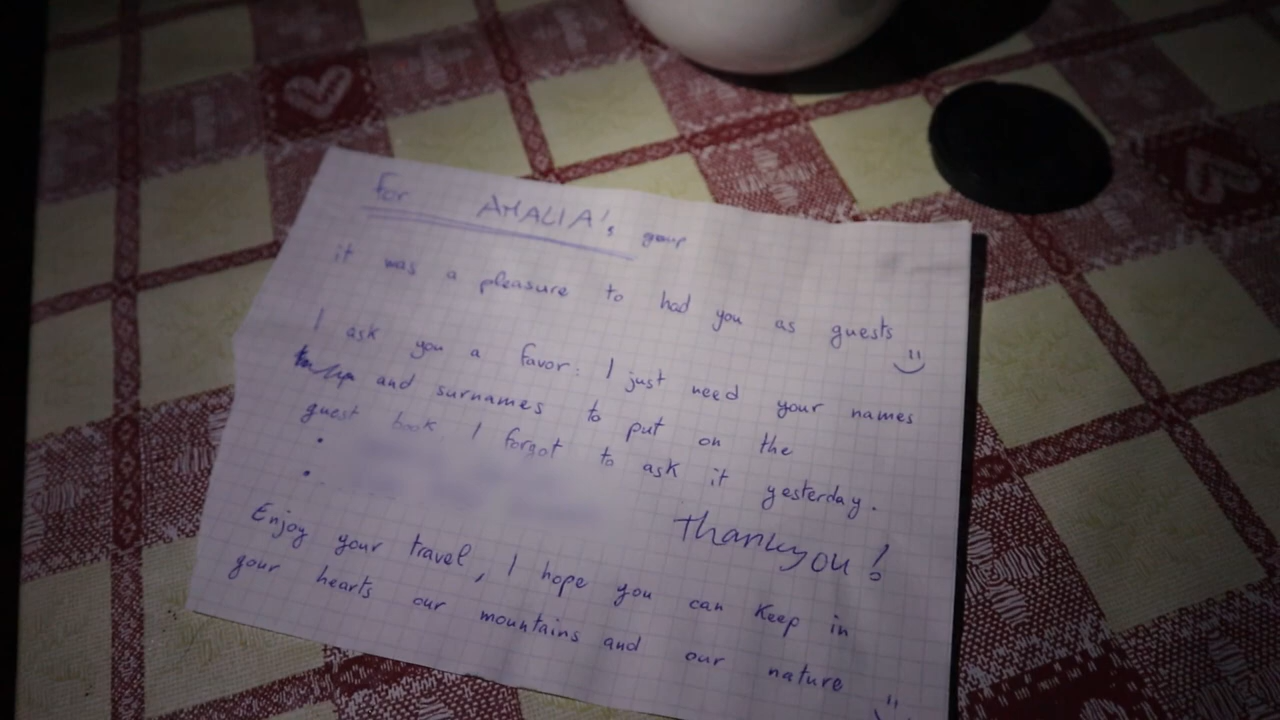 For AMALIA's group
it was a pleasure to had you as guests
I ask you a favor: I just need your names
and surnames to put on the
guest book, I forgot to ask it yesterday.
Thankyou!
Enjoy your travel, I hope you can keep in
your hearts our mountains and our nature